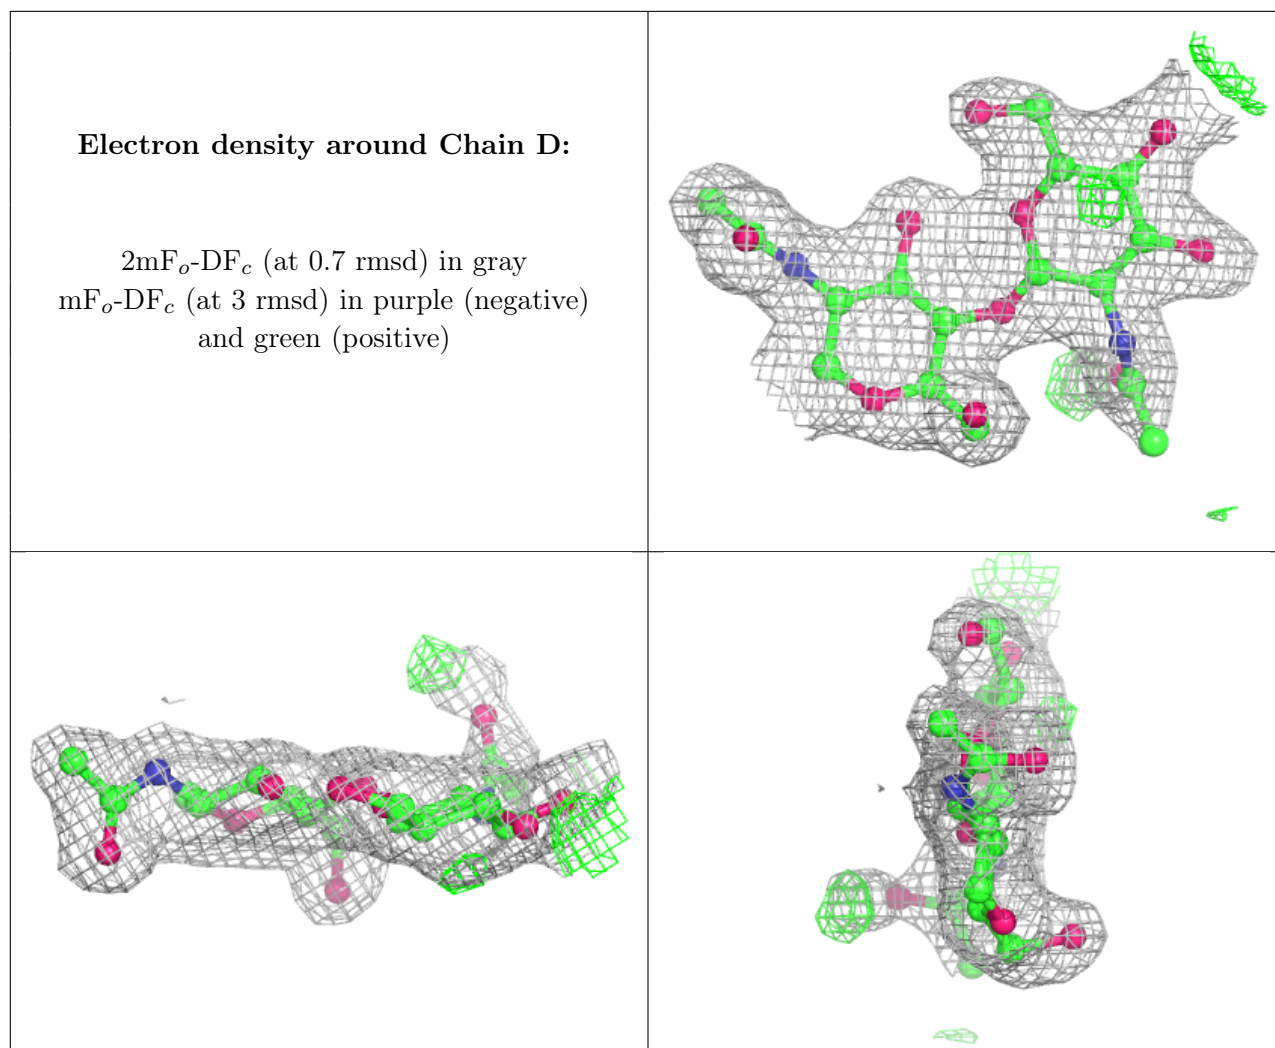 Electron density around Chain D:
2mFo-DFc (at 0.7 rmsd) in gray
mFo-DFc (at 3 rmsd) in purple (negative)
and green (positive)